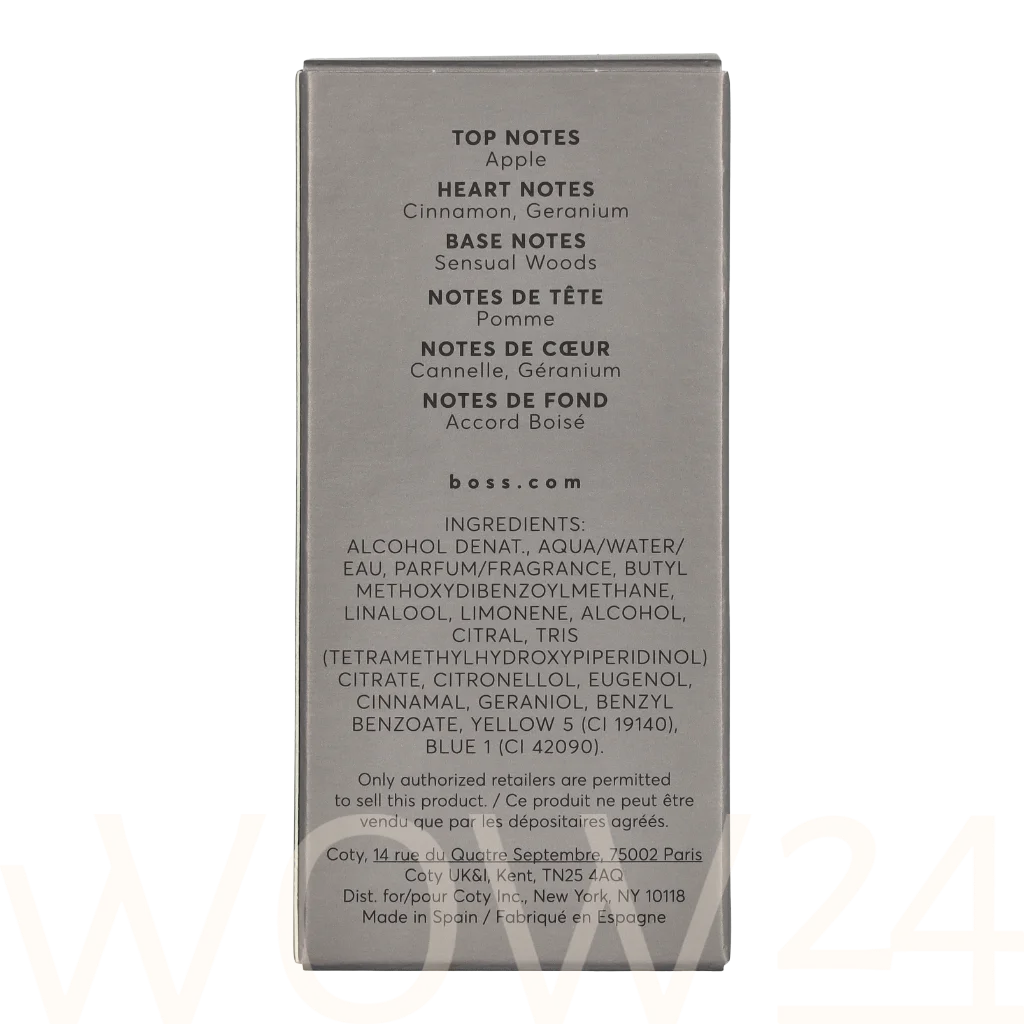 TOP NOTES
Apple
HEART NOTES
Cinnamon, Geranium
BASE NOTES
Sensual Woods
NOTES DE TÊTE
Pomme
NOTES DE CŒUR
Cannelle, Géranium
NOTES DE FOND
Accord Boisé
boss.com
INGREDIENTS:
ALCOHOL DENAT., AQUA/WATER/
EAU, PARFUM/FRAGRANCE, BUTYL
METHOXYDIBENZOYLMETHANE,
LINALOOL, LIMONENE, ALCOHOL,
CITRAL, TRIS
(TETRAMETHYLHYDROXYPIPERIDINOL)
CITRATE, CITRONELLOL, EUGENOL,
CINNAMAL, GERANIOL, BENZYL
BENZOATE, YELLOW 5 (CI 19140),
BLUE 1 (CI 42090).
Only authorized retailers are permitted
to sell this product. / Ce produit ne peut être
vendu que par les dépositaires agréés.
Coty, 14 rue du Quatre Septembre, 75002 Paris
Coty UK&I, Kent, TN25 4AQ
Dist. for/pour Coty Inc., New York, NY 10118
Made in Spain / Fabriqué en Espagne
WOW24